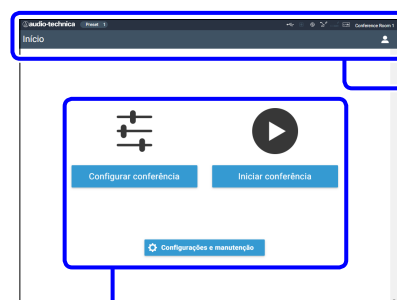 audio-technica Preset 1 Conference Room 1
Início
Configurar conferência Iniciar conferência
Configurações e manutenção